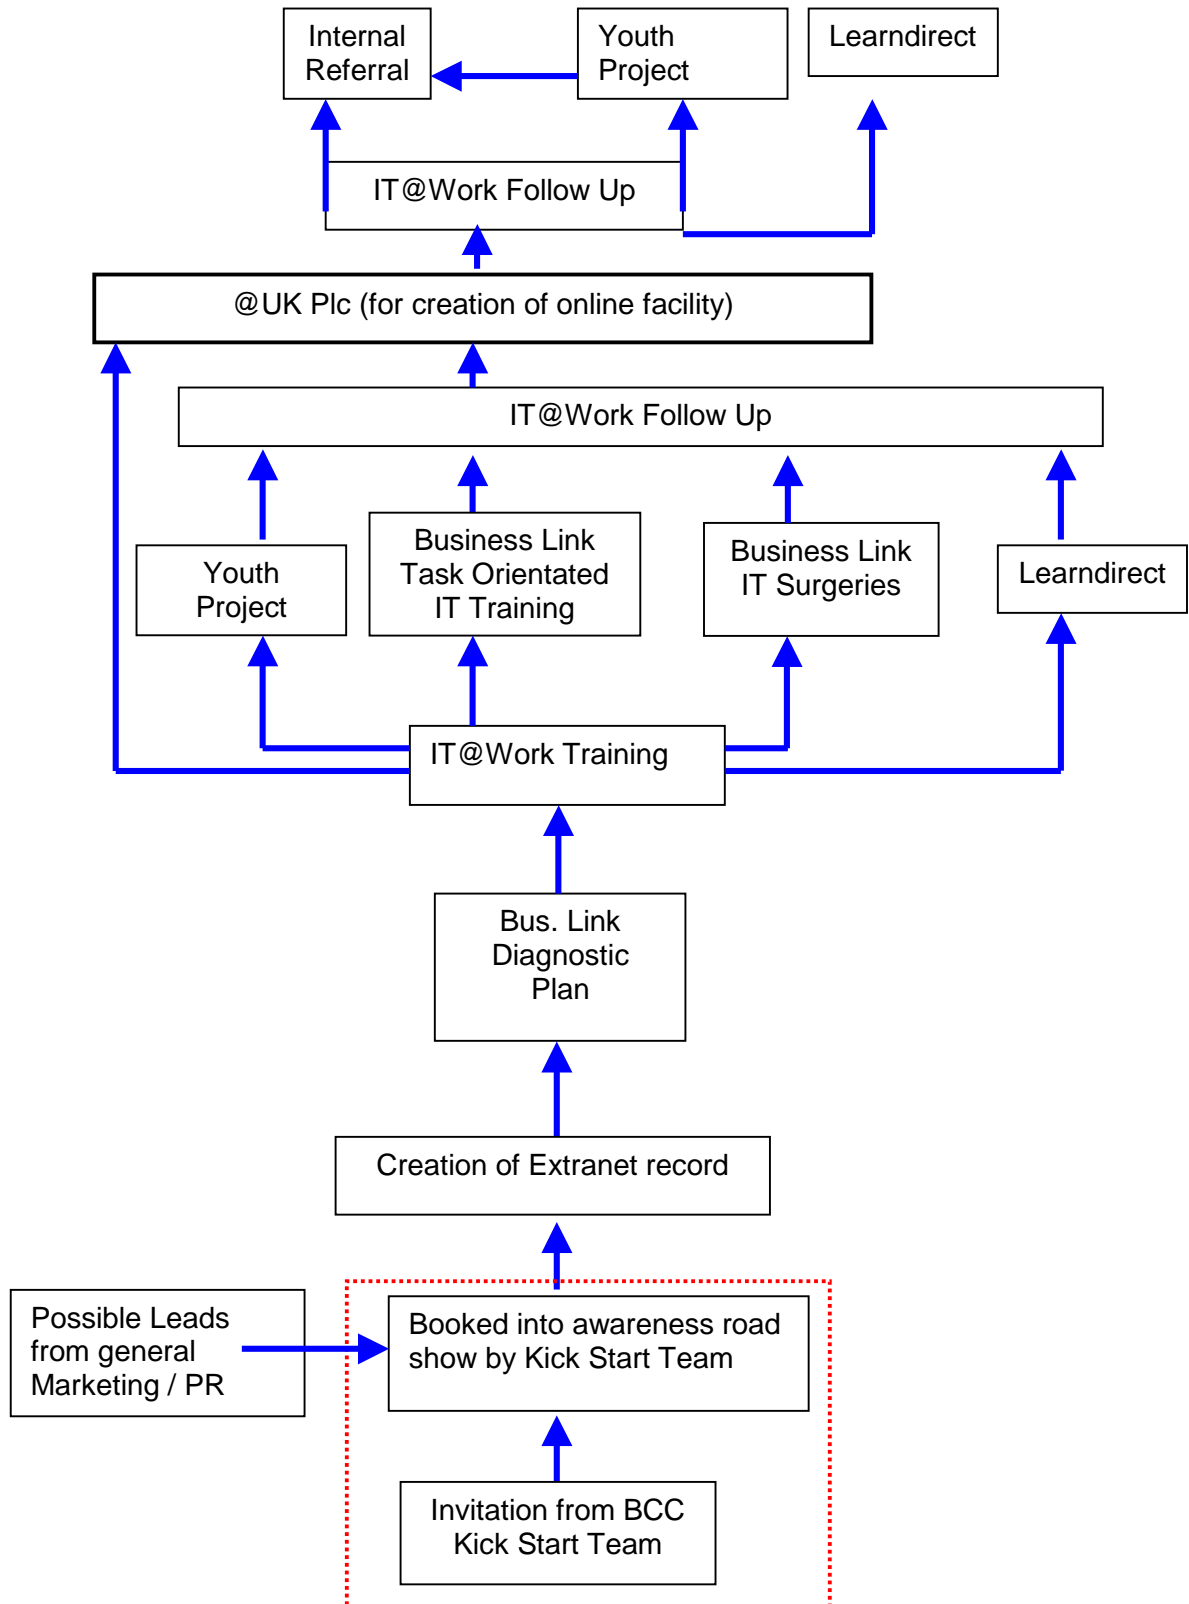 Internal
Referral
Youth
Project
Learndirect
IT@Work Follow Up
@UK Plc (for creation of online facility)
IT@Work Follow Up
Youth
Project
Business Link
Task Orientated
IT Training
Business Link
IT Surgeries
Learndirect
IT@Work Training
Bus. Link
Diagnostic
Plan
Creation of Extranet record
Possible Leads
from general
Marketing / PR
Booked into awareness road
show by Kick Start Team
Invitation from BCC
Kick Start Team